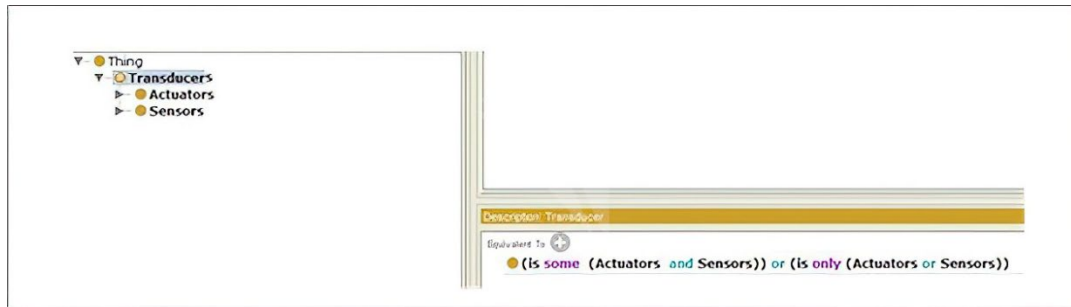 Thing
Transducers
Actuators
Sensors
Description: Transducer
Equivalent To
(is some (Actuators and Sensors)) or (is only (Actuators or Sensors))